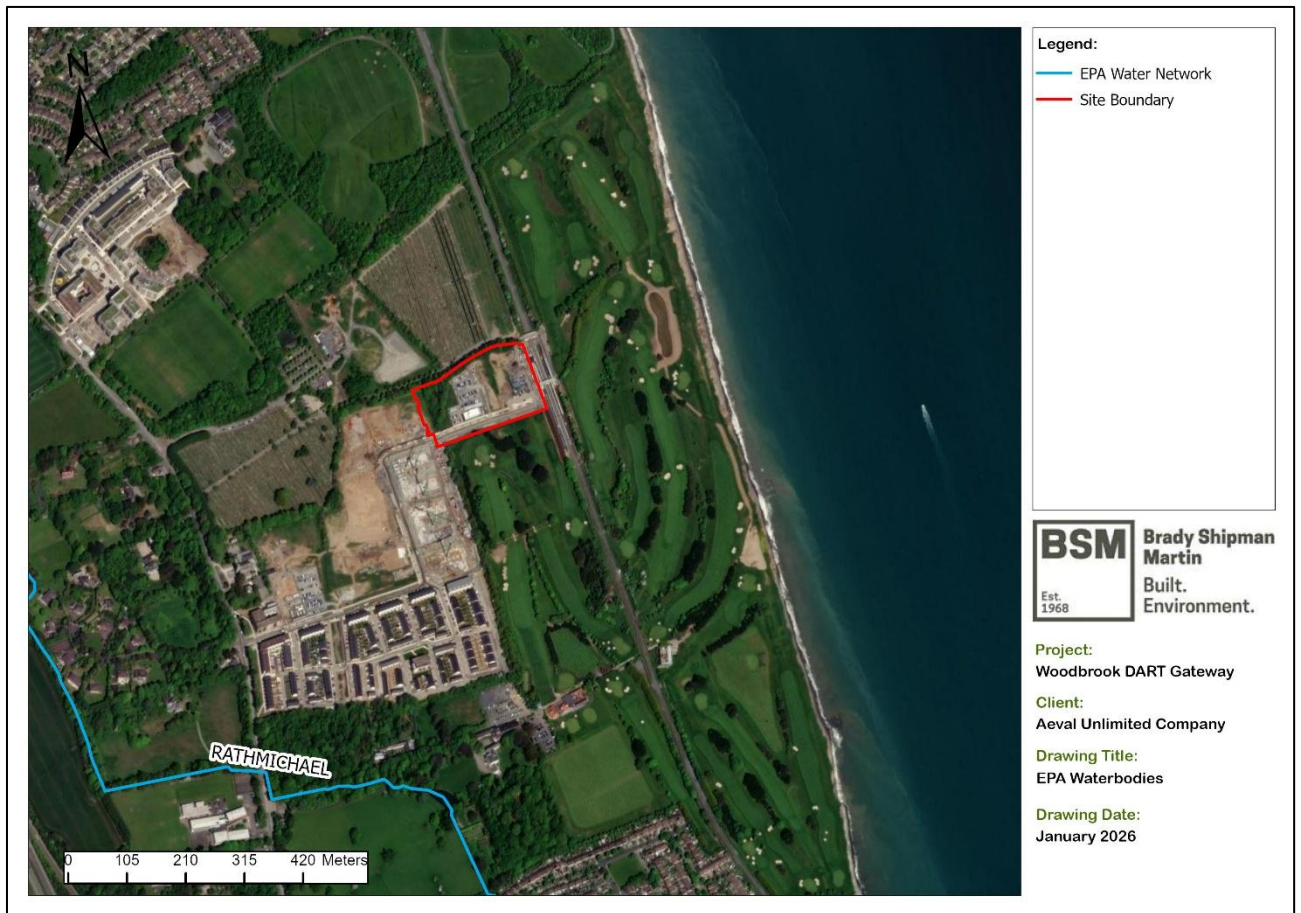 N
RATHMICHAEL
0 105 210 315 420 Meters
Legend:
EPA Water Network
Site Boundary
BSM
Est.
1968
Brady Shipman
Martin
Built.
Environment.
Project:
Woodbrook DART Gateway
Client:
Aeval Unlimited Company
Drawing Title:
EPA Waterbodies
Drawing Date:
January 2026